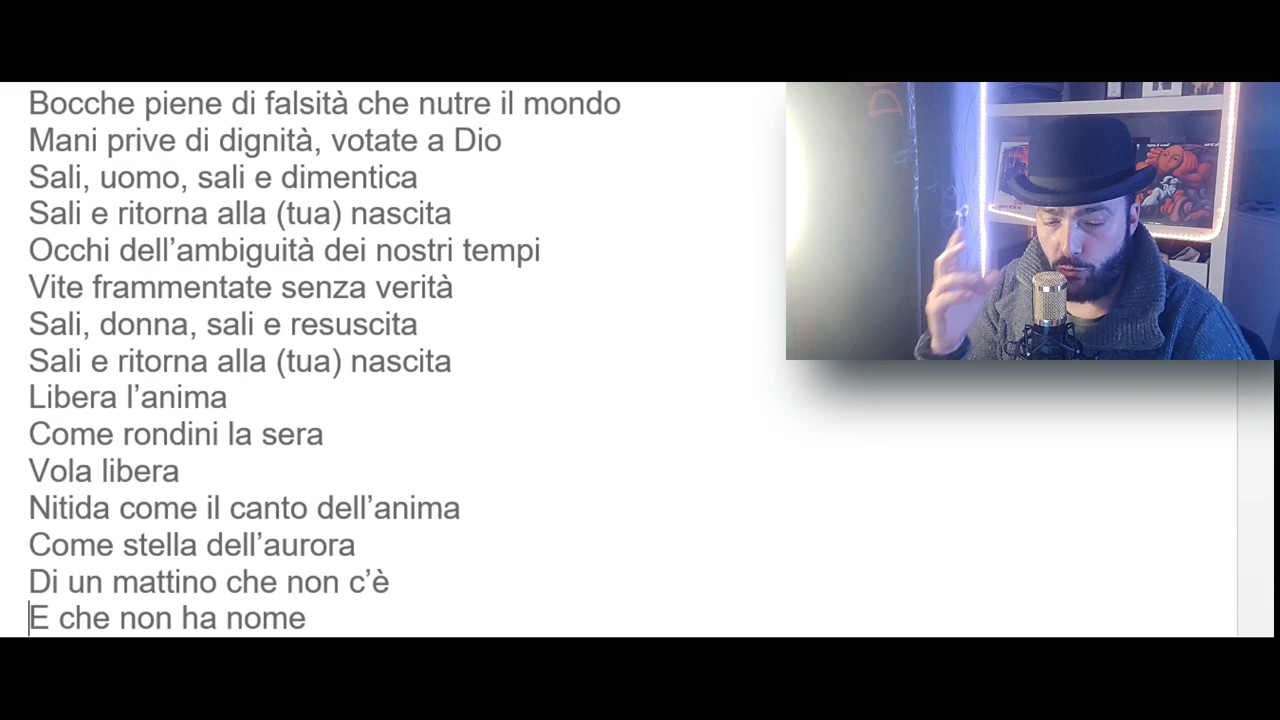 Bocche piene di falsità che nutre il mondo
Mani prive di dignità, votate a Dio
Sali, uomo, sali e dimentica
Sali e ritorna alla (tua) nascita
Occhi dell’ambiguità dei nostri tempi
Vite frammentate senza verità
Sali, donna, sali e resuscita
Sali e ritorna alla (tua) nascita
Libera l’anima
Come rondini la sera
Vola libera
Nitida come il canto dell’anima
Come stella dell’aurora
Di un mattino che non c’è
E che non ha nome